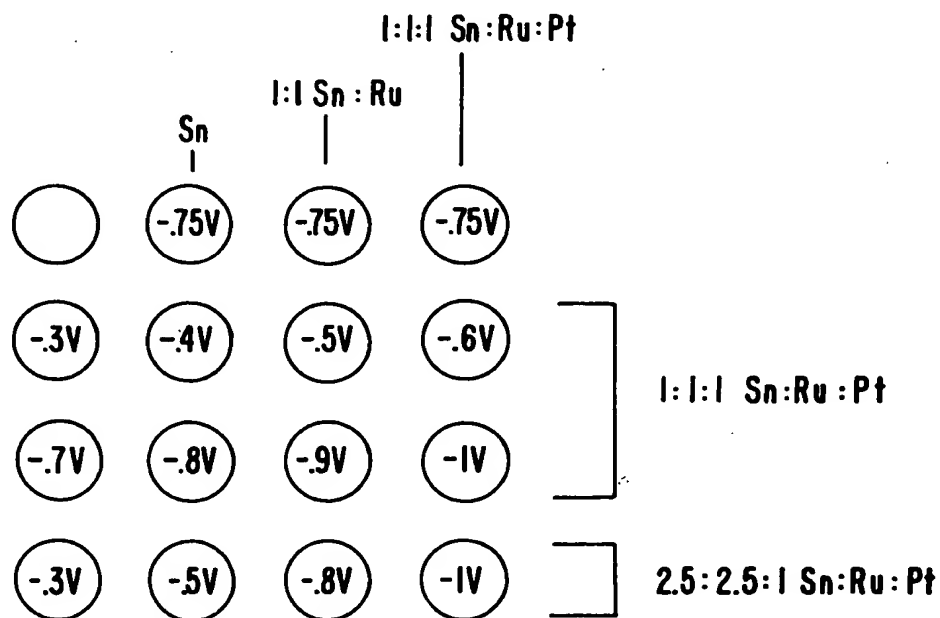 1:1:1 Sn:Ru:Pt
1:1 Sn:Ru
Sn
-.75V -.75V -.75V
-.3V -.4V -.5V -.6V
1:1:1 Sn:Ru:Pt
-.7V -.8V -.9V -1V
-.3V -.5V -.8V -1V 2.5:2.5:1 Sn:Ru:Pt